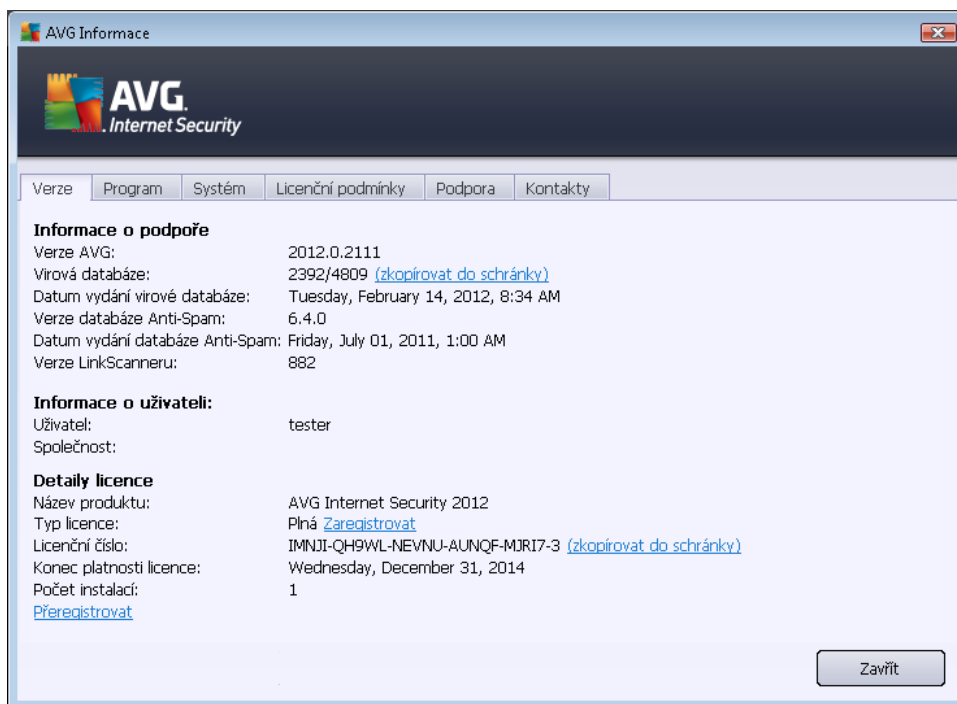 AVG Informace
AVG.
Internet Security
Verze Program Systém Licenční podmínky Podpora Kontakty
Informace o podpoře
Verze AVG: 2012.0.2111
Virová databáze: 2392/4809 (zkopírovat do schránky)
Datum vydání virové databáze: Tuesday, February 14, 2012, 8:34 AM
Verze databáze Anti-Spam: 6.4.0
Datum vydání databáze Anti-Spam: Friday, July 01, 2011, 1:00 AM
Verze LinkScanneru: 882
Informace o uživateli:
Uživatel: tester
Společnost:
Detaily licence
Název produktu: AVG Internet Security 2012
Typ licence: Plná Zaregistrovat
Licenční číslo: IMNJI-QH9WL-NEVNU-AUNQF-MJRI7-3 (zkopírovat do schránky)
Konec platnosti licence: Wednesday, December 31, 2014
Počet instalací: 1
Přeregistrovat
Zavřít